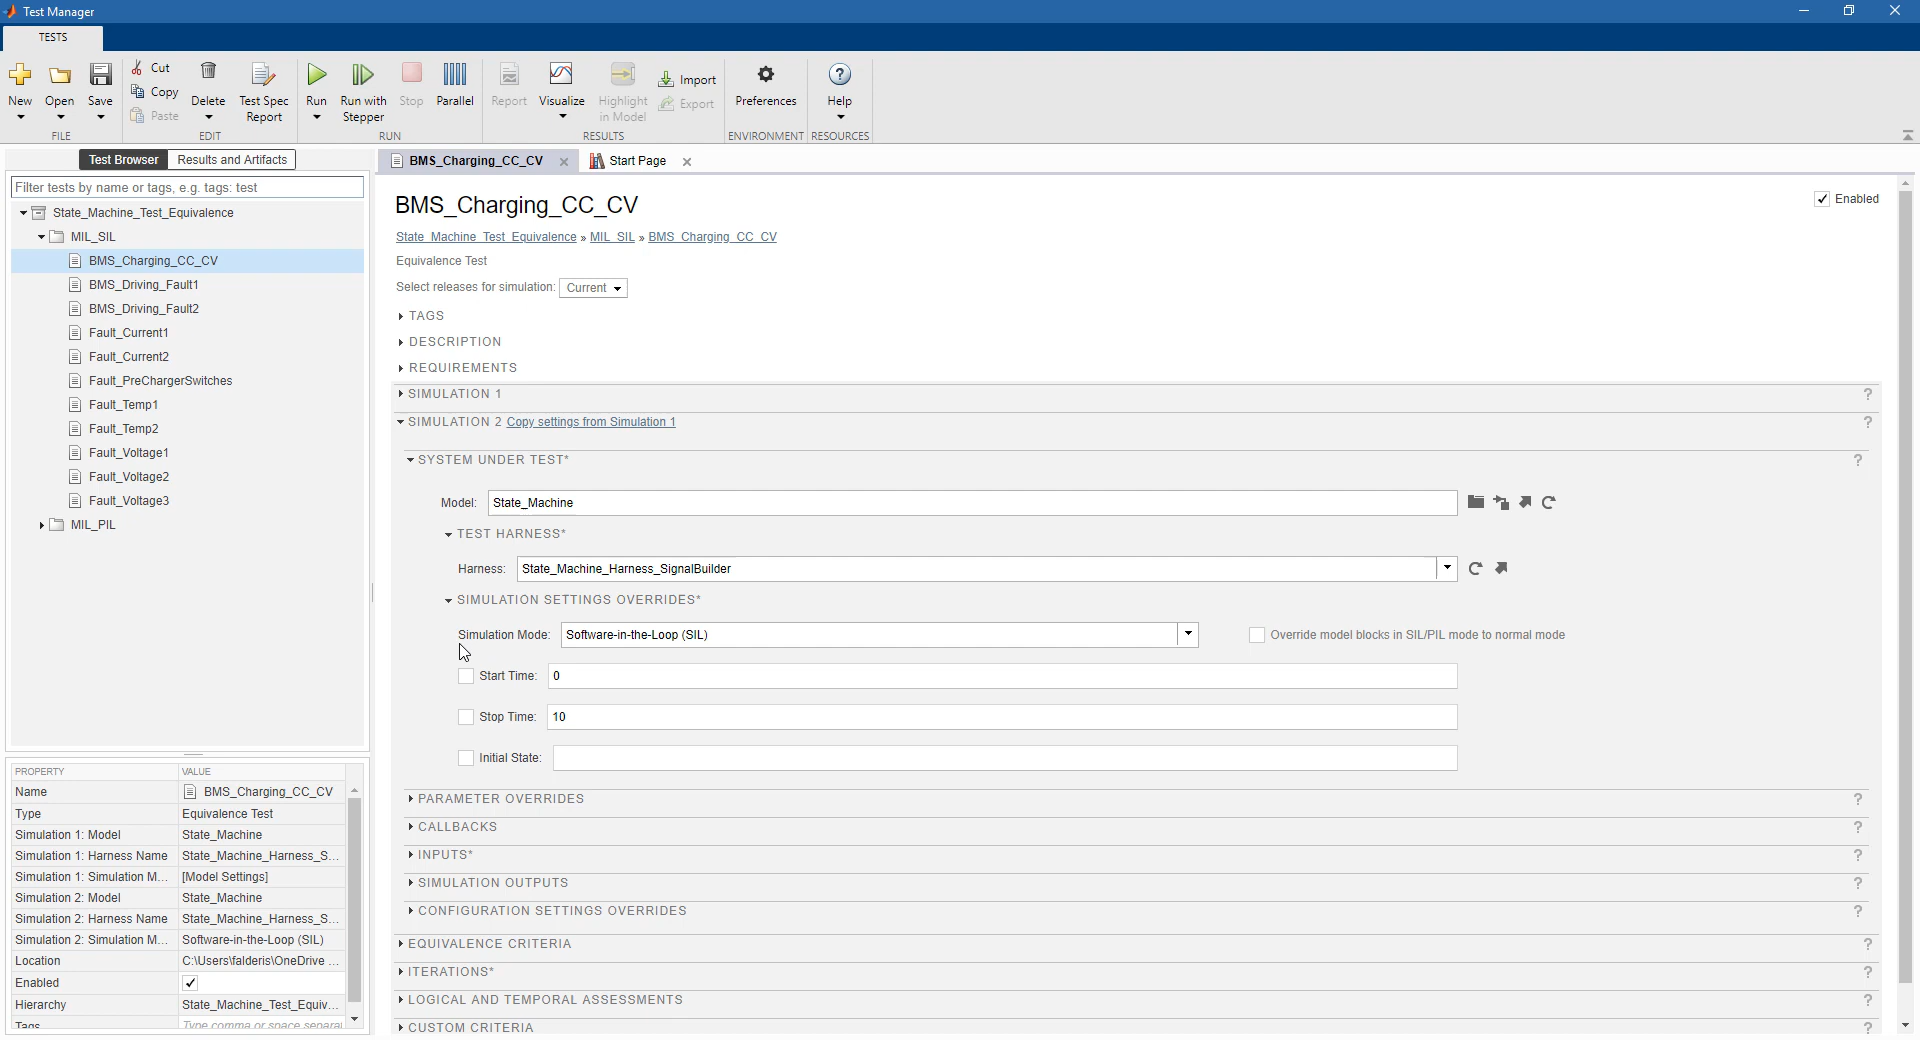 Test Manager
TESTS
New
Open
Save
Cut
Copy
Paste
Delete
Test Spec
Report
Run
Run with
Stepper
Stop
Parallel
Report
Visualize
Highlight
in Model
Import
Export
Preferences
Help
FILE
EDIT
RUN
RESULTS
ENVIRONMENT
RESOURCES
Test Browser
Results and Artifacts
Filter tests by name or tags, e.g. tags: test
State_Machine_Test_Equivalence
MIL_SIL
BMS_Charging_CC_CV
BMS_Driving_Fault1
BMS_Driving_Fault2
Fault_Current1
Fault_Current2
Fault_PreChargerSwitches
Fault_Temp1
Fault_Temp2
Fault_Voltage1
Fault_Voltage2
Fault_Voltage3
MIL_PIL
PROPERTY VALUE
Name BMS_Charging_CC_CV
Type Equivalence Test
Simulation 1: Model State_Machine
Simulation 1: Harness Name State_Machine_Harness_S...
Simulation 1: Simulation M... [Model Settings]
Simulation 2: Model State_Machine
Simulation 2: Harness Name State_Machine_Harness_S...
Simulation 2: Simulation M... Software-in-the-Loop (SIL)
Location C:\Users\falderis\OneDrive ...
Enabled
Hierarchy State_Machine_Test_Equiv...
Tags Type comma or space separat
BMS_Charging_CC_CV
Start Page
BMS_Charging_CC_CV
Enabled
State_Machine_Test_Equivalence » MIL_SIL » BMS_Charging_CC_CV
Equivalence Test
Select releases for simulation: Current
TAGS
DESCRIPTION
REQUIREMENTS
SIMULATION 1 ?
SIMULATION 2 Copy settings from Simulation 1 ?
SYSTEM UNDER TEST* ?
Model: State_Machine
TEST HARNESS*
Harness: State_Machine_Harness_SignalBuilder
SIMULATION SETTINGS OVERRIDES*
Simulation Mode: Software-in-the-Loop (SIL) Override model blocks in SIL/PIL mode to normal mode
Start Time: 0
Stop Time: 10
Initial State:
PARAMETER OVERRIDES ?
CALLBACKS ?
INPUTS* ?
SIMULATION OUTPUTS ?
CONFIGURATION SETTINGS OVERRIDES ?
EQUIVALENCE CRITERIA ?
ITERATIONS* ?
LOGICAL AND TEMPORAL ASSESSMENTS ?
CUSTOM CRITERIA ?